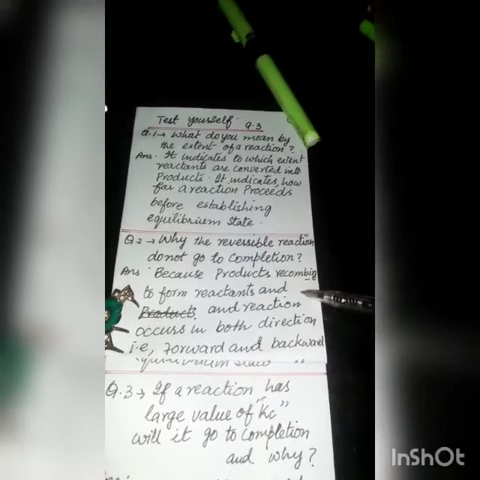 Test yourself 9.3
Q.1→ What do you mean by
the extent of a reaction?
Ans: It indicates to which extent
reactants are converted into
Products. It indicates, how
far a reaction Proceeds
before establishing
equilibrium state.
Q:2 → Why the reversible reaction
donot go to completion?
Ans: Because Products recombine
to form reactants and
Products and reaction
occurs in both direction
i.e, Forward and backward
equilibrium state
Q.3→ If a reaction has
large value of "Kc"
will it go to completion
and why?
InShOt